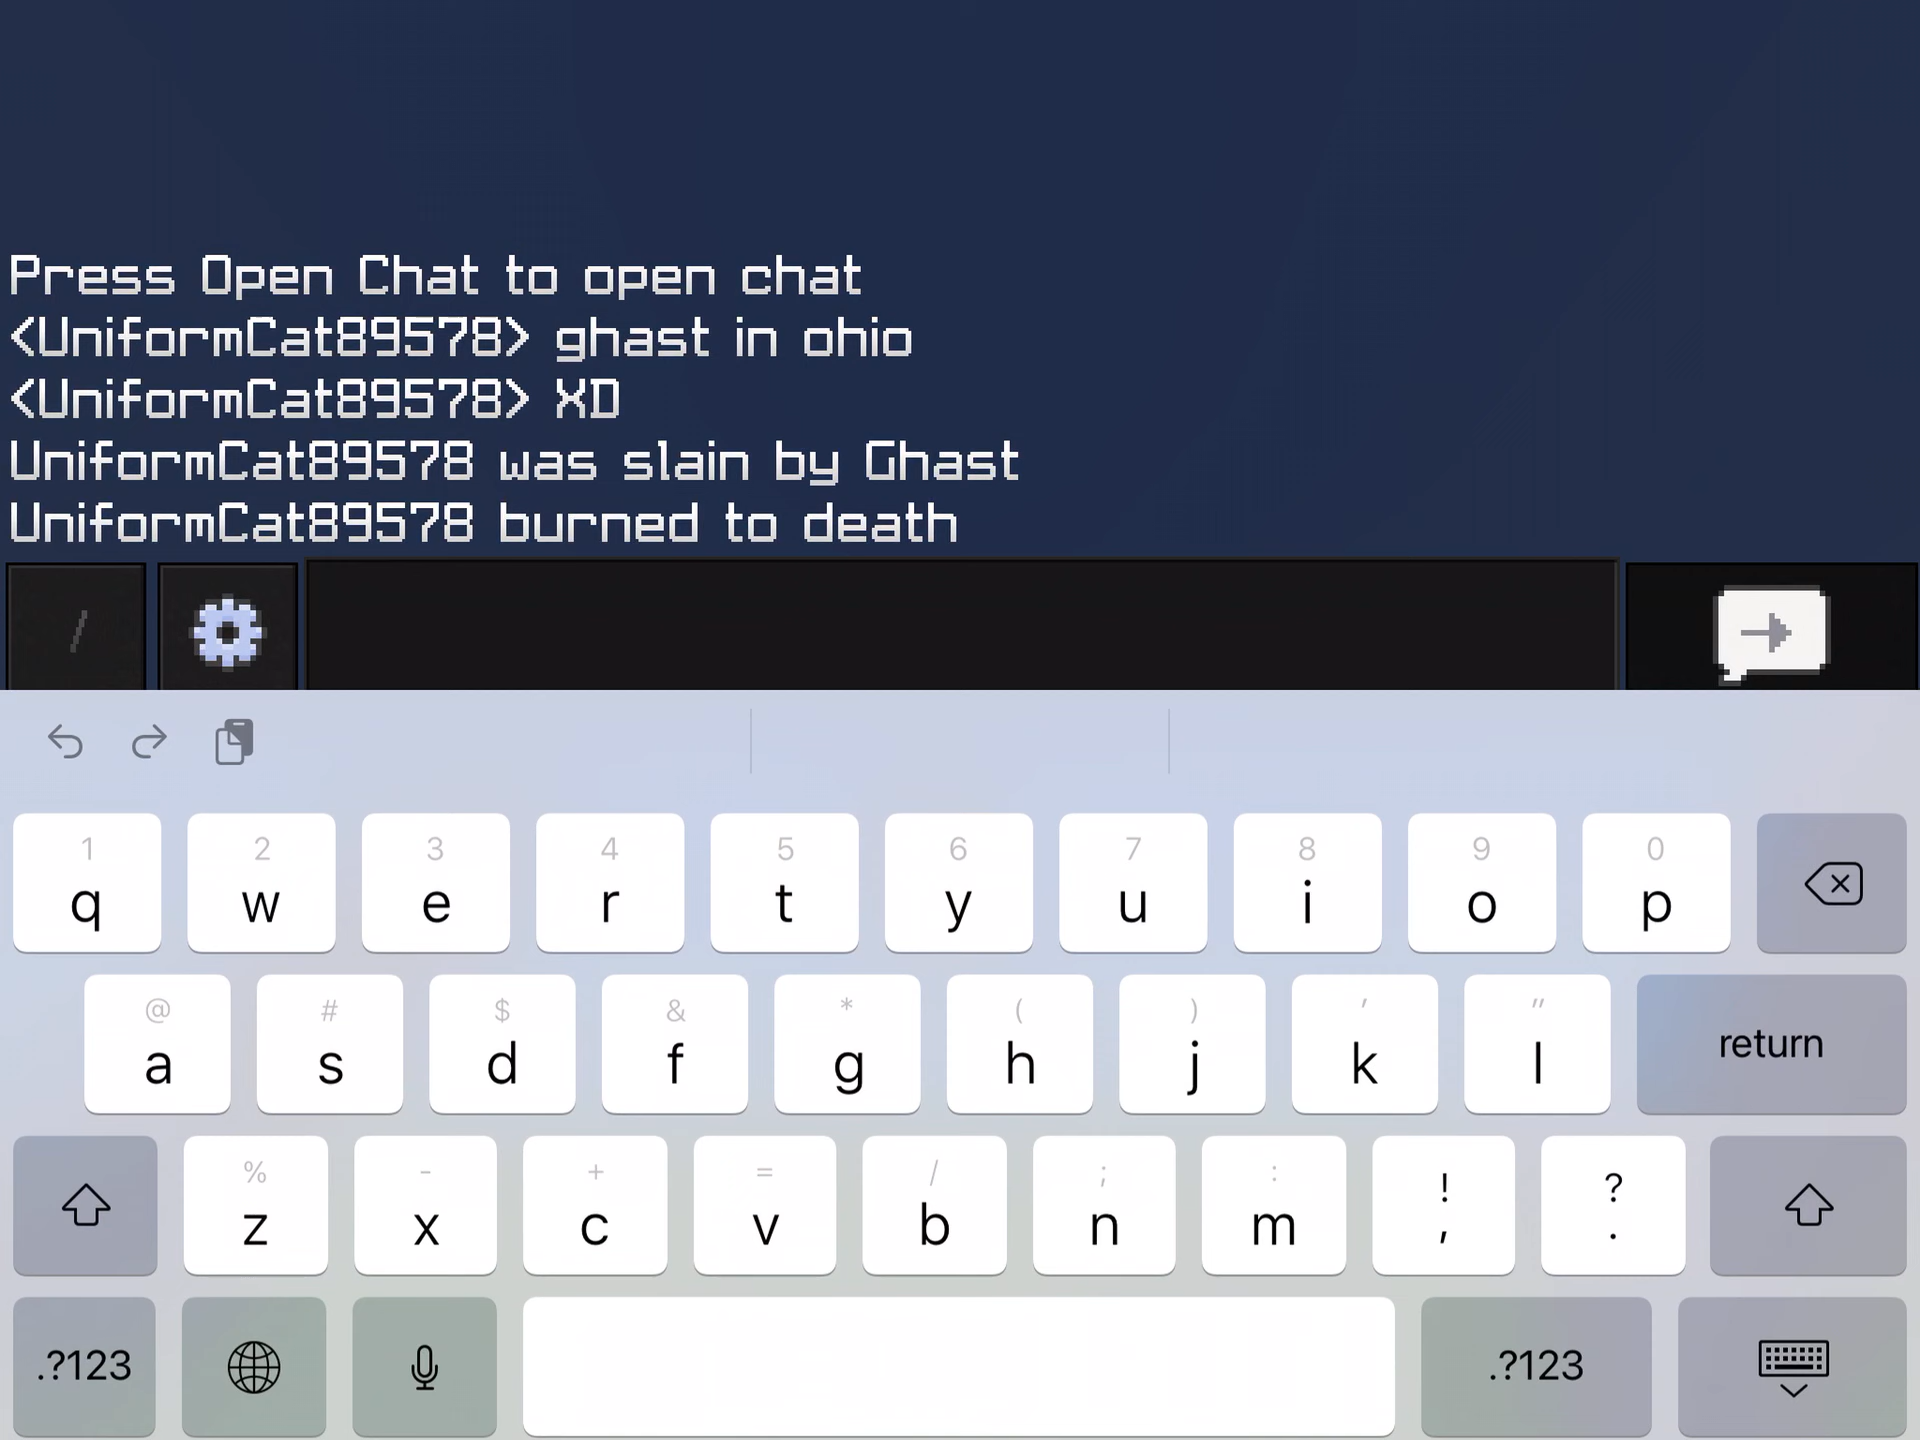 Press Open Chat to open chat
<UniformCat89578> ghast in ohio
<UniformCat89578> XD
UniformCat89578 was slain by Ghast
UniformCat89578 burned to death
/
1 2 3 4 5 6 7 8 9 0
q w e r t y u i o p
@ # $ & * ( ) ' "
a s d f g h j k l return
% - + = / ; : ! ?
z x c v b n m , .
.?123 .?123